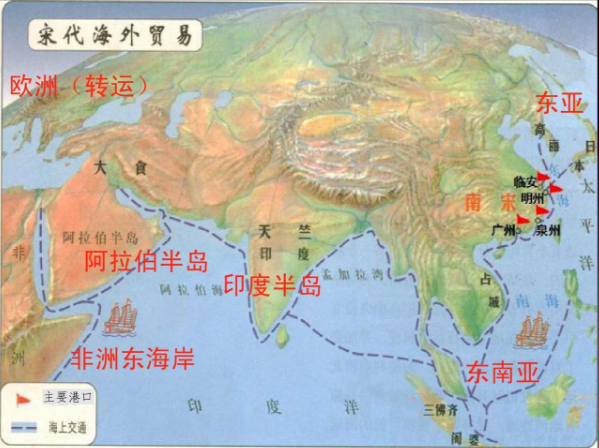 宋代海外贸易
欧洲（转运）
东亚
高丽
日本
大食
临安
明州
南宋
太平洋
广州
泉州
非洲
阿拉伯半岛
阿拉伯半岛
天竺
印度
阿拉伯海
印度半岛
孟加拉湾
占城
南海
非洲东海岸
东南亚
主要港口
海上交通
印度洋
三佛齐
阇婆